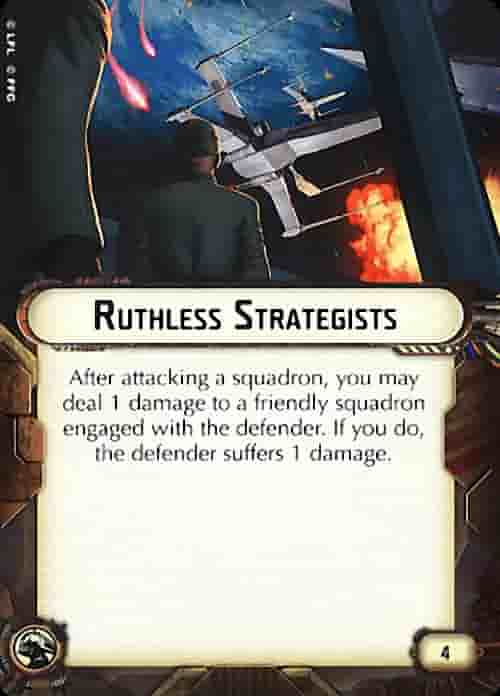 © LFL © FFG
RUTHLESS STRATEGISTS
After attacking a squadron, you may
deal 1 damage to a friendly squadron
engaged with the defender. If you do,
the defender suffers 1 damage.
4